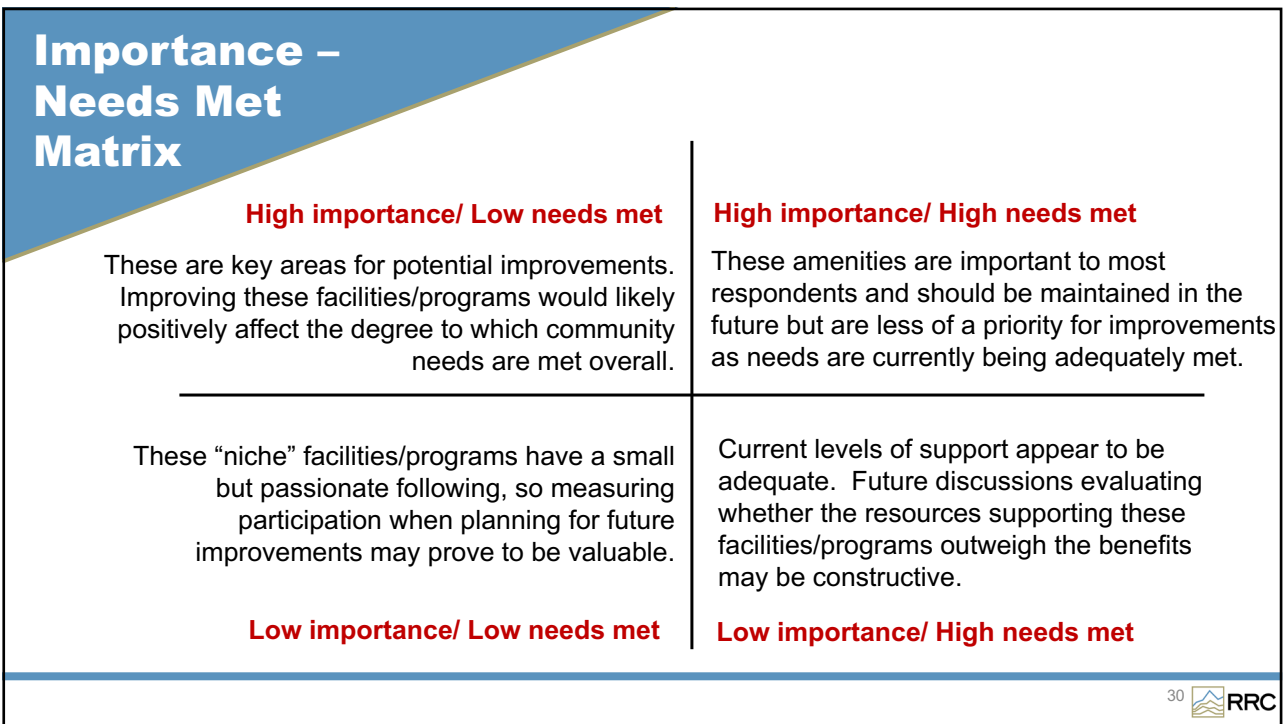 Importance –
Needs Met
Matrix
High importance/ Low needs met
These are key areas for potential improvements.
Improving these facilities/programs would likely
positively affect the degree to which community
needs are met overall.
High importance/ High needs met
These amenities are important to most
respondents and should be maintained in the
future but are less of a priority for improvements
as needs are currently being adequately met.
These “niche” facilities/programs have a small
but passionate following, so measuring
participation when planning for future
improvements may prove to be valuable.
Low importance/ Low needs met
Current levels of support appear to be
adequate.  Future discussions evaluating
whether the resources supporting these
facilities/programs outweigh the benefits
may be constructive.
Low importance/ High needs met
30
RRC